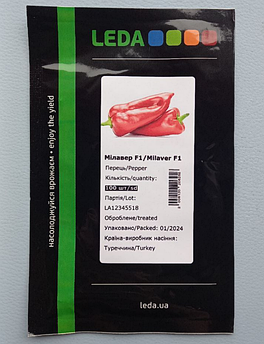 LEDA
насолоджуйся врожаєм • enjoy the yield
Мілавер F1/Milaver F1
Перець/Pepper
Кількість/quantity:
100 шт/sd
Партія/Lot:
LA12345518
Оброблене/treated
Упаковано/Packed: 01/2024
Країна-виробник насіння:
Туреччина/Turkey
leda.ua